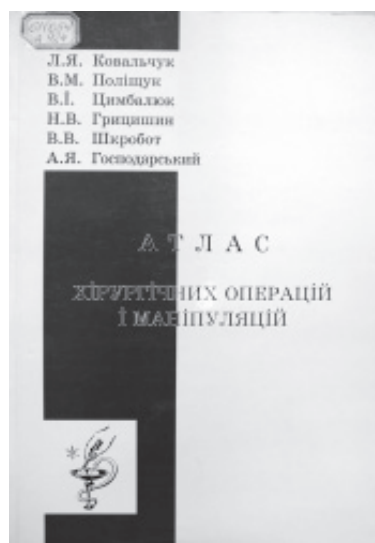 Л.Я. Ковальчук
В.М. Поліщук
В.І. Цимбалюк
Н.В. Грицишин
В.В. Шкробот
А.Я. Господарський
АТЛАС
ХІРУРГІЧНИХ ОПЕРАЦІЙ
І МАНІПУЛЯЦІЙ